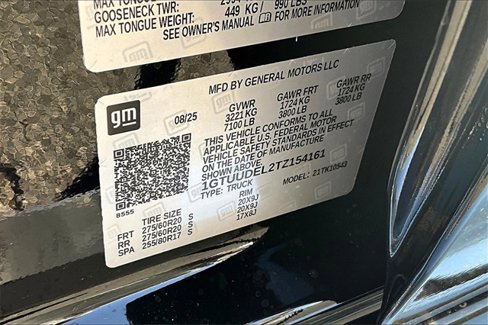 MAX TONGUE WEIGHT:
GOOSENECK TWR:
MAX TONGUE WEIGHT: 449 KG / 990 LBS
SEE OWNER'S MANUAL FOR MORE INFORMATION
MFD BY GENERAL MOTORS LLC
gm
08/25
GVWR GAWR FRT GAWR RR
3221 KG 1724 KG 1724 KG
7100 LB 3800 LB 3800 LB
THIS VEHICLE CONFORMS TO ALL
APPLICABLE U.S. FEDERAL MOTOR
VEHICLE SAFETY STANDARDS IN EFFECT
ON THE DATE OF MANUFACTURE
SHOWN ABOVE.
1GTUUDEL2TZ154161
TYPE: TRUCK MODEL: 21TK10543
8555
TIRE SIZE RIM
FRT 275/60R20 S 20X9J
RR 275/60R20 S 20X9J
SPA 255/80R17 S 17X8J